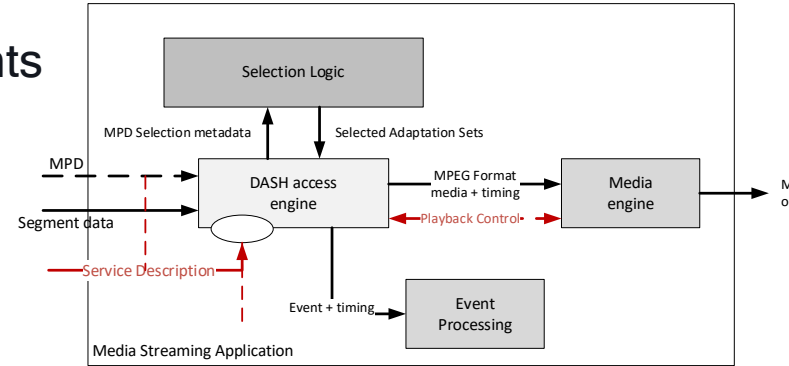 nts
Selection Logic
MPD Selection metadata
Selected Adaptation Sets
MPD
DASH access
engine
MPEG Format
media + timing
Media
engine
M
o
Segment data
Playback Control
Service Description
Event + timing
Event
Processing
Media Streaming Application